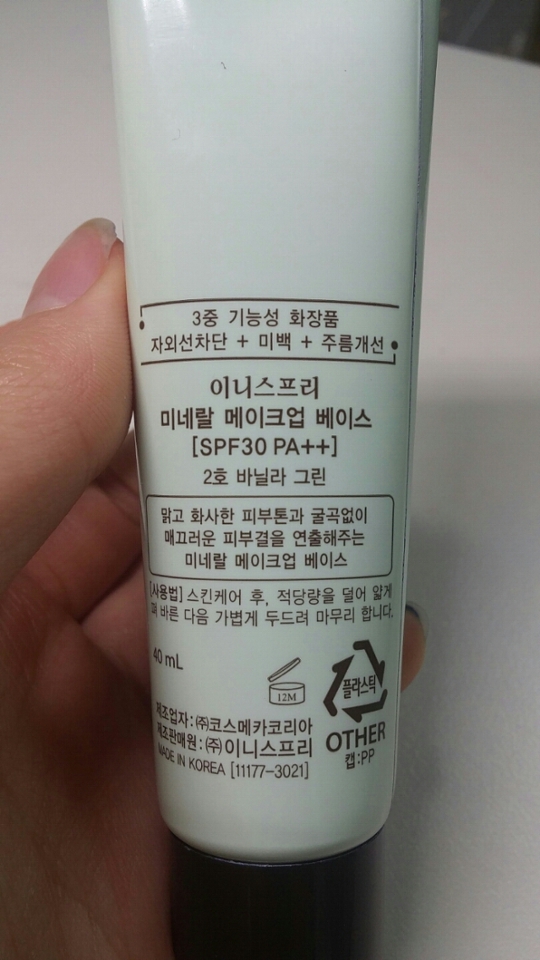 3중 기능성 화장품
자외선차단 + 미백 + 주름개선
이니스프리
미네랄 메이크업 베이스
[SPF30 PA++]
2호 바닐라 그린
맑고 화사한 피부톤과 굴곡없이
매끄러운 피부결을 연출해주는
미네랄 메이크업 베이스
[사용법] 스킨케어 후, 적당량을 덜어 얇게
펴 바른 다음 가볍게 두드려 마무리 합니다.
40 mL
12M
플라스틱
OTHER
캡:PP
제조업자:㈜코스메카코리아
제조판매원:㈜이니스프리
MADE IN KOREA [11177-3021]